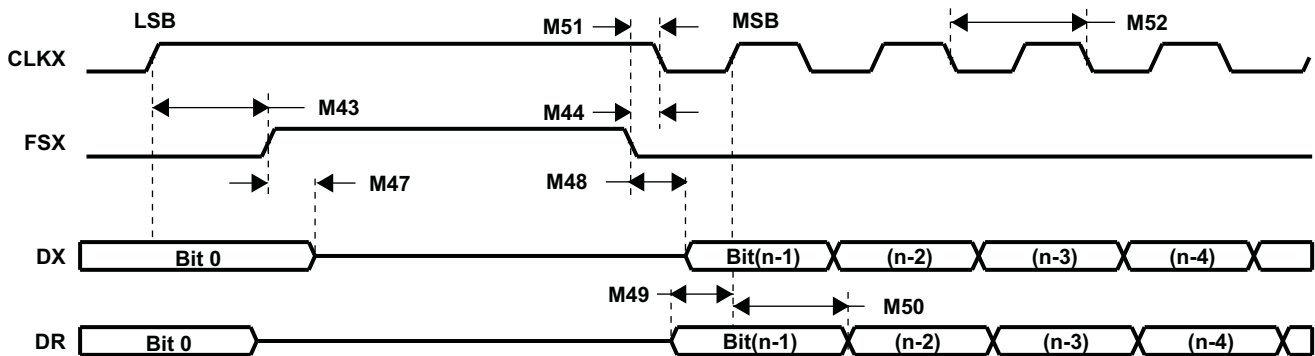 LSB
M51
MSB
M52
CLKX
M43
M44
FSX
M47
M48
DX
Bit 0
Bit(n-1)
(n-2)
(n-3)
(n-4)
M49
M50
DR
Bit 0
Bit(n-1)
(n-2)
(n-3)
(n-4)